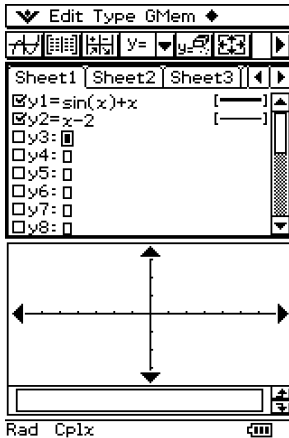 Edit Type GMem
y=
Sheet1 Sheet2 Sheet3
y1=sin(x)+x
y2=x-2
y3:
y4:
y5:
y6:
y7:
y8:
Rad Cplx